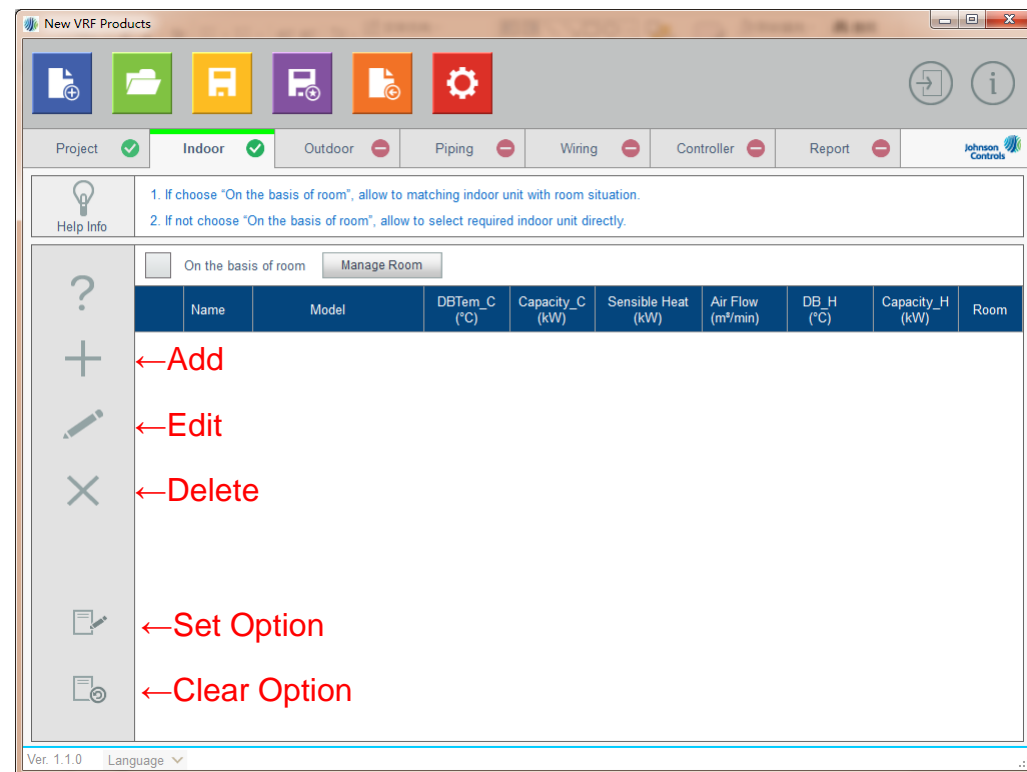 New VRF Products
Project Indoor Outdoor Piping Wiring Controller Report Johnson Controls
Help Info
1. If choose “On the basis of room”, allow to matching indoor unit with room situation.
2. If not choose “On the basis of room”, allow to select required indoor unit directly.
On the basis of room Manage Room
Name Model DBTem_C (°C) Capacity_C (kW) Sensible Heat (kW) Air Flow (m³/min) DB_H (°C) Capacity_H (kW) Room
←Add
←Edit
←Delete
←Set Option
←Clear Option
Ver. 1.1.0 Language